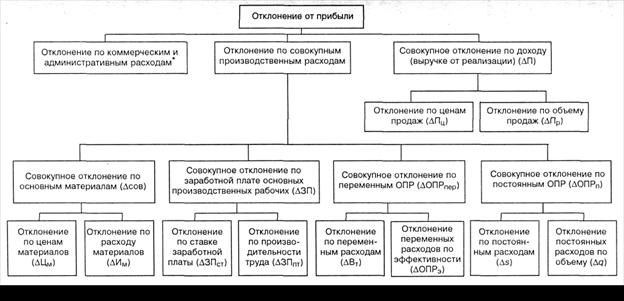 Отклонение от прибыли
Отклонение по коммерческим и
административным расходам*
Отклонение по совокупным
производственным расходам
Совокупное отклонение по доходу
(выручке от реализации) (ΔП)
Отклонение по ценам
продаж (ΔПц)
Отклонение по объему
продаж (ΔПр)
Совокупное отклонение по
основным материалам (Δсов)
Совокупное отклонение по
заработной плате основных
производственных рабочих (ΔЗП)
Совокупное отклонение по
переменным ОПР (ΔОПРпер)
Совокупное отклонение по
постоянным ОПР (ΔОПРп)
Отклонение
по ценам
материалов
(ΔЦм)
Отклонение по
расходу
материалов
(ΔИм)
Отклонение
по ставке
заработной
платы (ΔЗПст)
Отклонение
по произво-
дительности
труда (ΔЗПпт)
Отклонение
по перемен-
ным расходам
(ΔВт)
Отклонение
переменных
расходов по
эффективности
(ΔОПРэ)
Отклонение
по постоян-
ным расходам
(Δs)
Отклонение
постоянных
расходов по
объему (Δq)